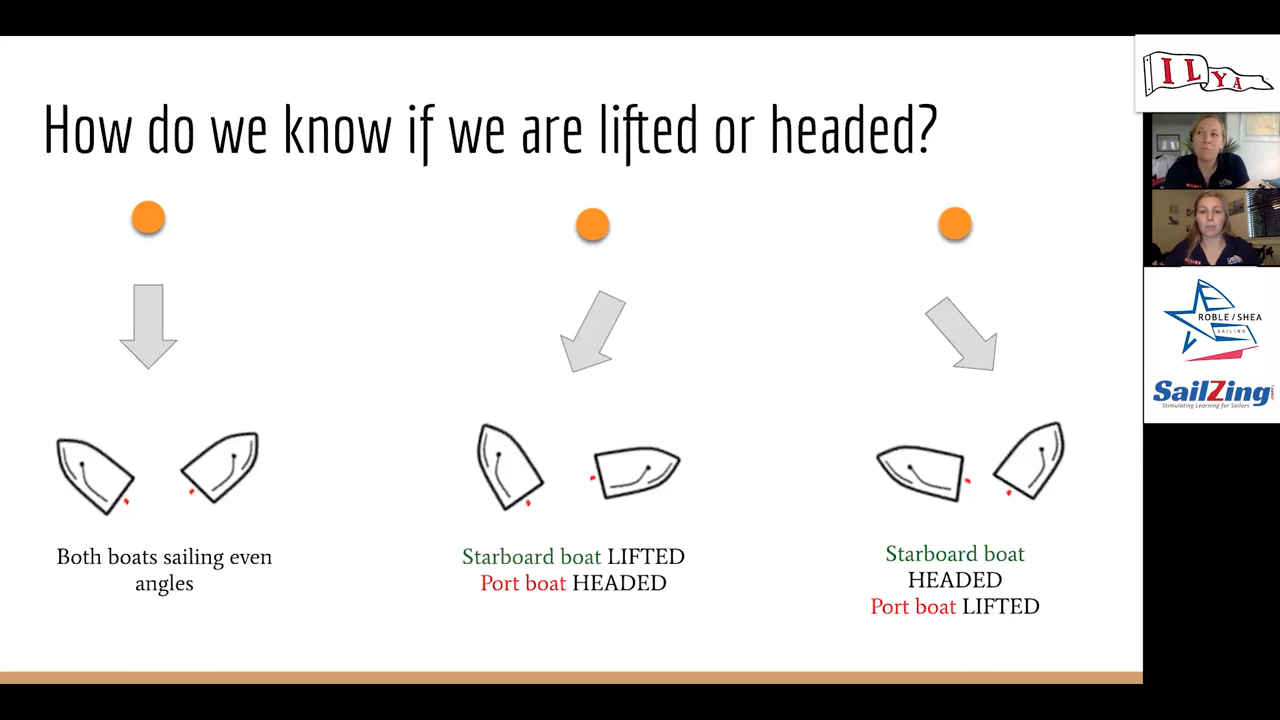 How do we know if we are lifted or headed?
Both boats sailing even
angles
Starboard boat LIFTED
Port boat HEADED
Starboard boat
HEADED
Port boat LIFTED
ILYA
ROBLE/SHEA
SAILING
SailZing
Stimulating Learning for Sailors